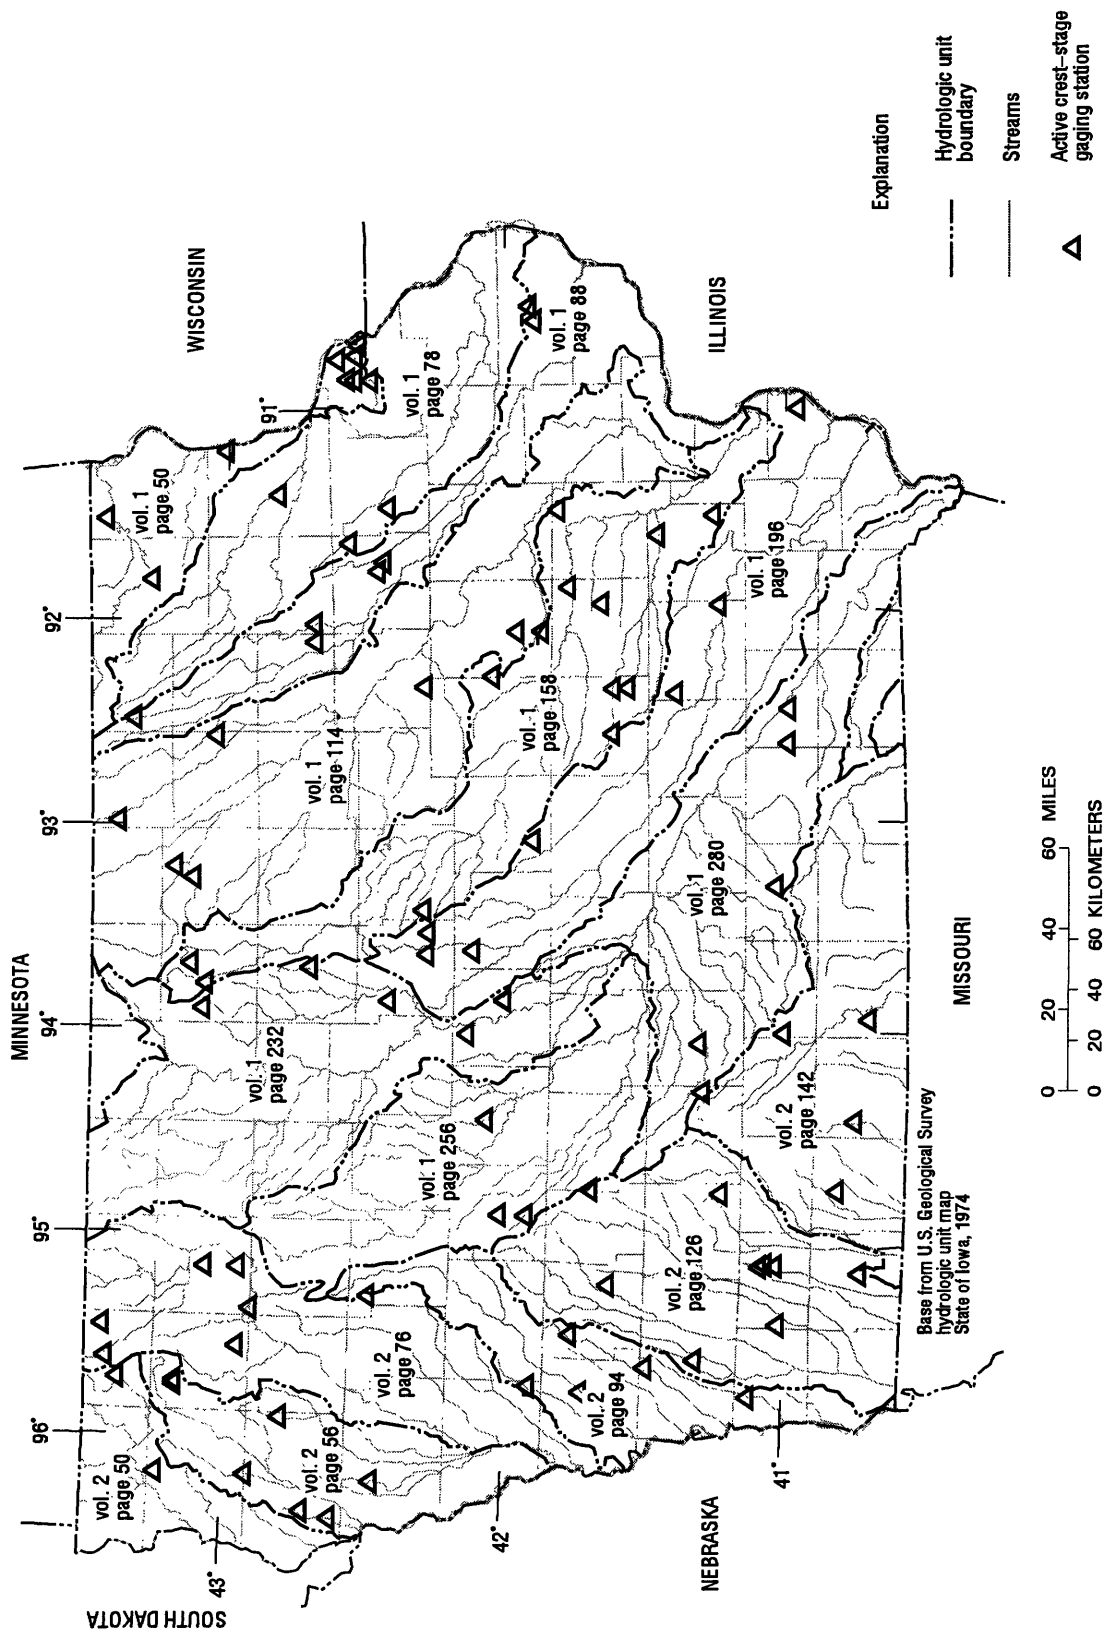 MINNESOTA
SOUTH DAKOTA
WISCONSIN
NEBRASKA
ILLINOIS
MISSOURI
96°
95°
94°
93°
92°
91°
43°
42°
41°
vol. 2
page 50
vol. 2
page 56
vol. 2
page 76
vol. 2
page 94
vol. 2
page 126
vol. 2
page 142
vol. 1
page 232
vol. 1
page 256
vol. 1
page 280
vol. 1
page 114
vol. 1
page 158
vol. 1
page 196
vol. 1
page 50
vol. 1
page 78
vol. 1
page 88
Base from U.S. Geological Survey
hydrologic unit map
State of Iowa, 1974
0 20 40 60 MILES
0 20 40 60 KILOMETERS
Explanation
Hydrologic unit
boundary
Streams
Active crest–stage
gaging station